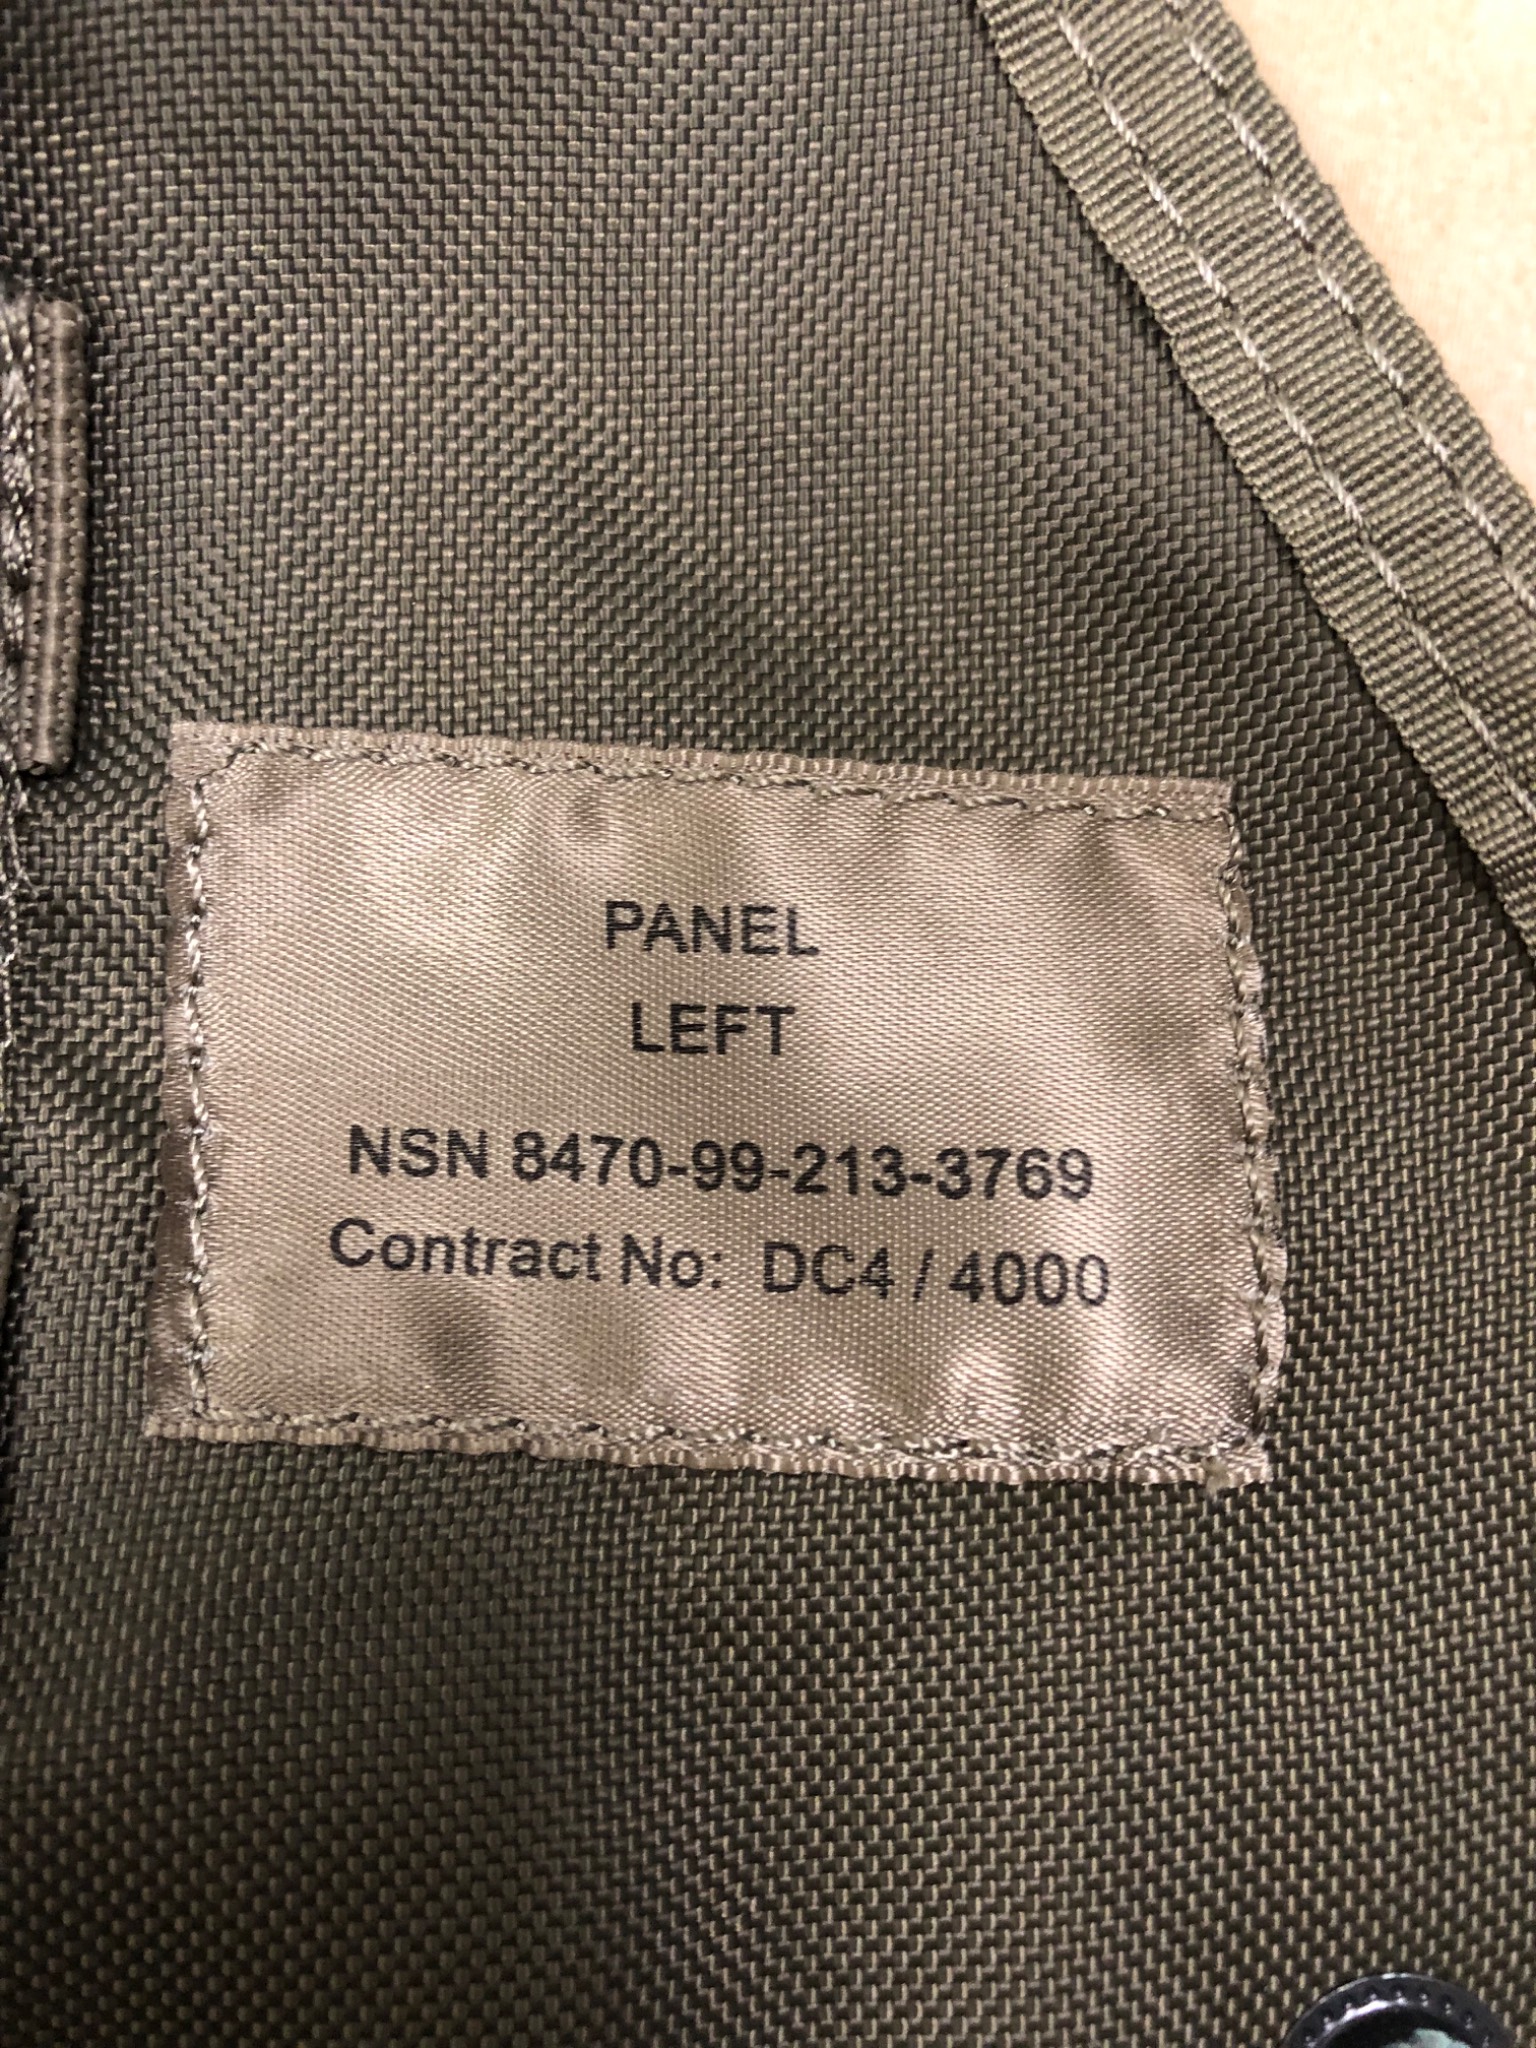 PANEL
LEFT
NSN 8470-99-213-3769
Contract No: DC4 / 4000